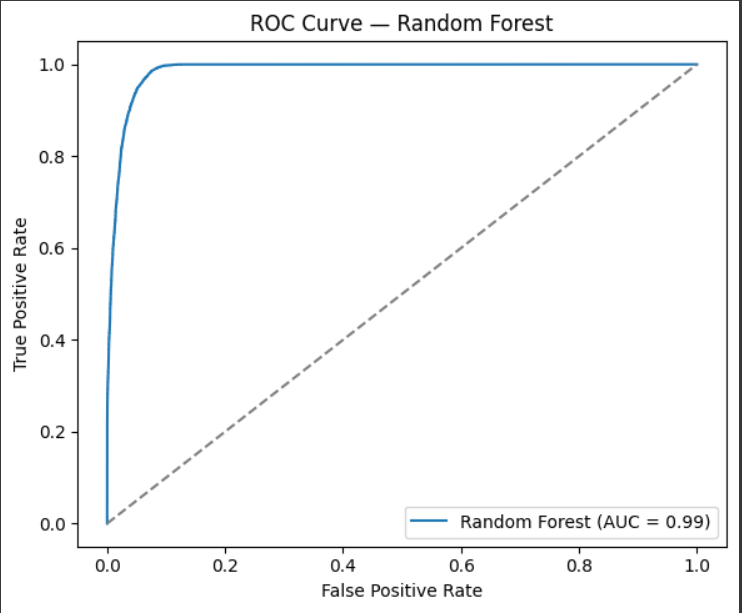 ROC Curve — Random Forest
True Positive Rate
1.0
0.8
0.6
0.4
0.2
0.0
Random Forest (AUC = 0.99)
0.0 0.2 0.4 0.6 0.8 1.0
False Positive Rate